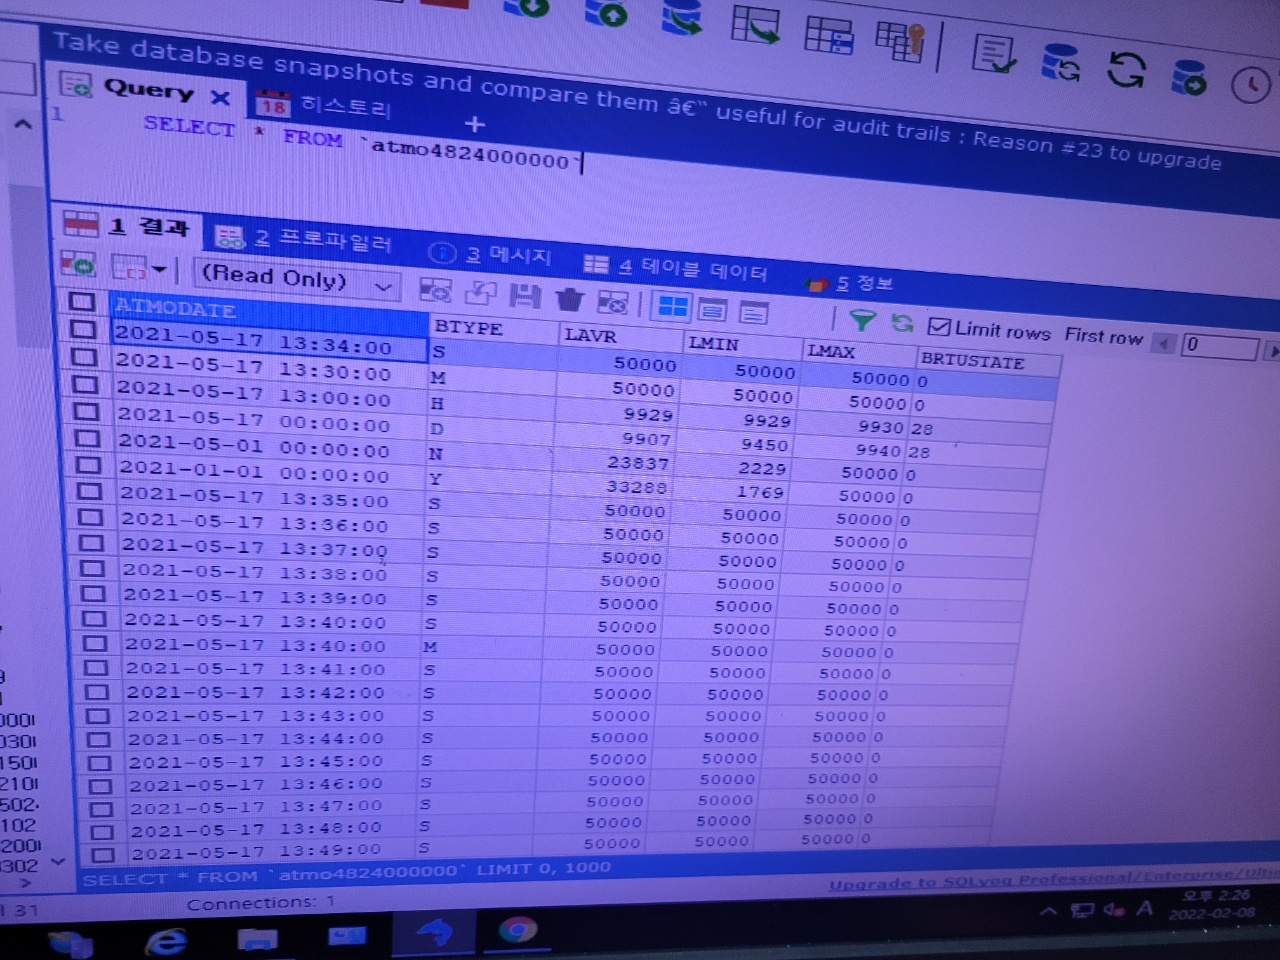 Take database snapshots and compare them â€“ useful for audit trails : Reason #23 to upgrade
Query 18 히스토리 +
1 SELECT * FROM `atmo4824000000`
1 결과 2 프로파일러 3 메시지 4 테이블 데이터 5 정보
(Read Only) Limit rows First row 0
ATMODATE BTYPE LAVR LMIN LMAX BRTUSTATE
2021-05-17 13:34:00 S 50000 50000 50000 0
2021-05-17 13:30:00 M 50000 50000 50000 0
2021-05-17 13:00:00 H 9929 9929 9930 28
2021-05-17 00:00:00 D 9907 9450 9940 28
2021-05-01 00:00:00 N 23837 2229 50000 0
2021-01-01 00:00:00 Y 33288 1769 50000 0
2021-05-17 13:35:00 S 50000 50000 50000 0
2021-05-17 13:36:00 S 50000 50000 50000 0
2021-05-17 13:37:00 S 50000 50000 50000 0
2021-05-17 13:38:00 S 50000 50000 50000 0
2021-05-17 13:39:00 S 50000 50000 50000 0
2021-05-17 13:40:00 S 50000 50000 50000 0
2021-05-17 13:40:00 M 50000 50000 50000 0
2021-05-17 13:41:00 S 50000 50000 50000 0
2021-05-17 13:42:00 S 50000 50000 50000 0
2021-05-17 13:43:00 S 50000 50000 50000 0
2021-05-17 13:44:00 S 50000 50000 50000 0
2021-05-17 13:45:00 S 50000 50000 50000 0
2021-05-17 13:46:00 S 50000 50000 50000 0
2021-05-17 13:47:00 S 50000 50000 50000 0
2021-05-17 13:48:00 S 50000 50000 50000 0
2021-05-17 13:49:00 S 50000 50000 50000 0
SELECT * FROM `atmo4824000000` LIMIT 0, 1000
31 Connections: 1 Upgrade to SQLyog Professional/Enterprise/Ulti
A 오후 2:26
2022-02-08